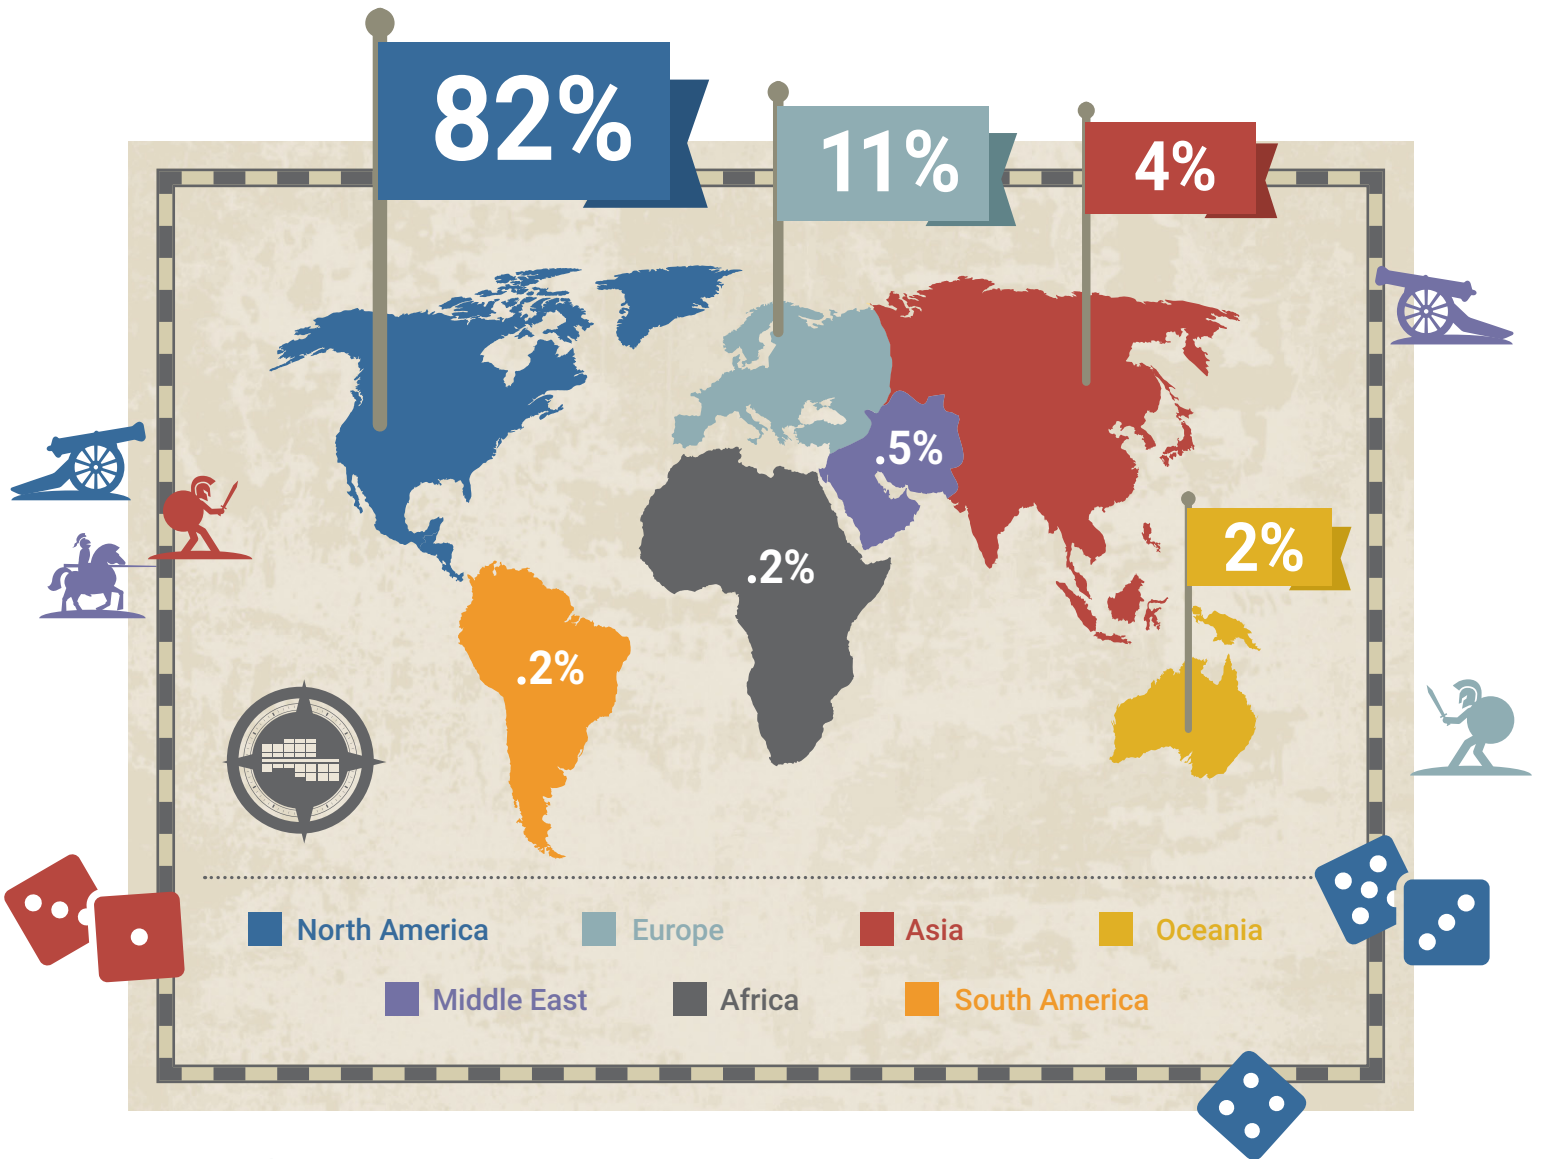 82%
11%
4%
.5%
2%
.2%
.2%
North America
Europe
Asia
Oceania
Middle East
Africa
South America